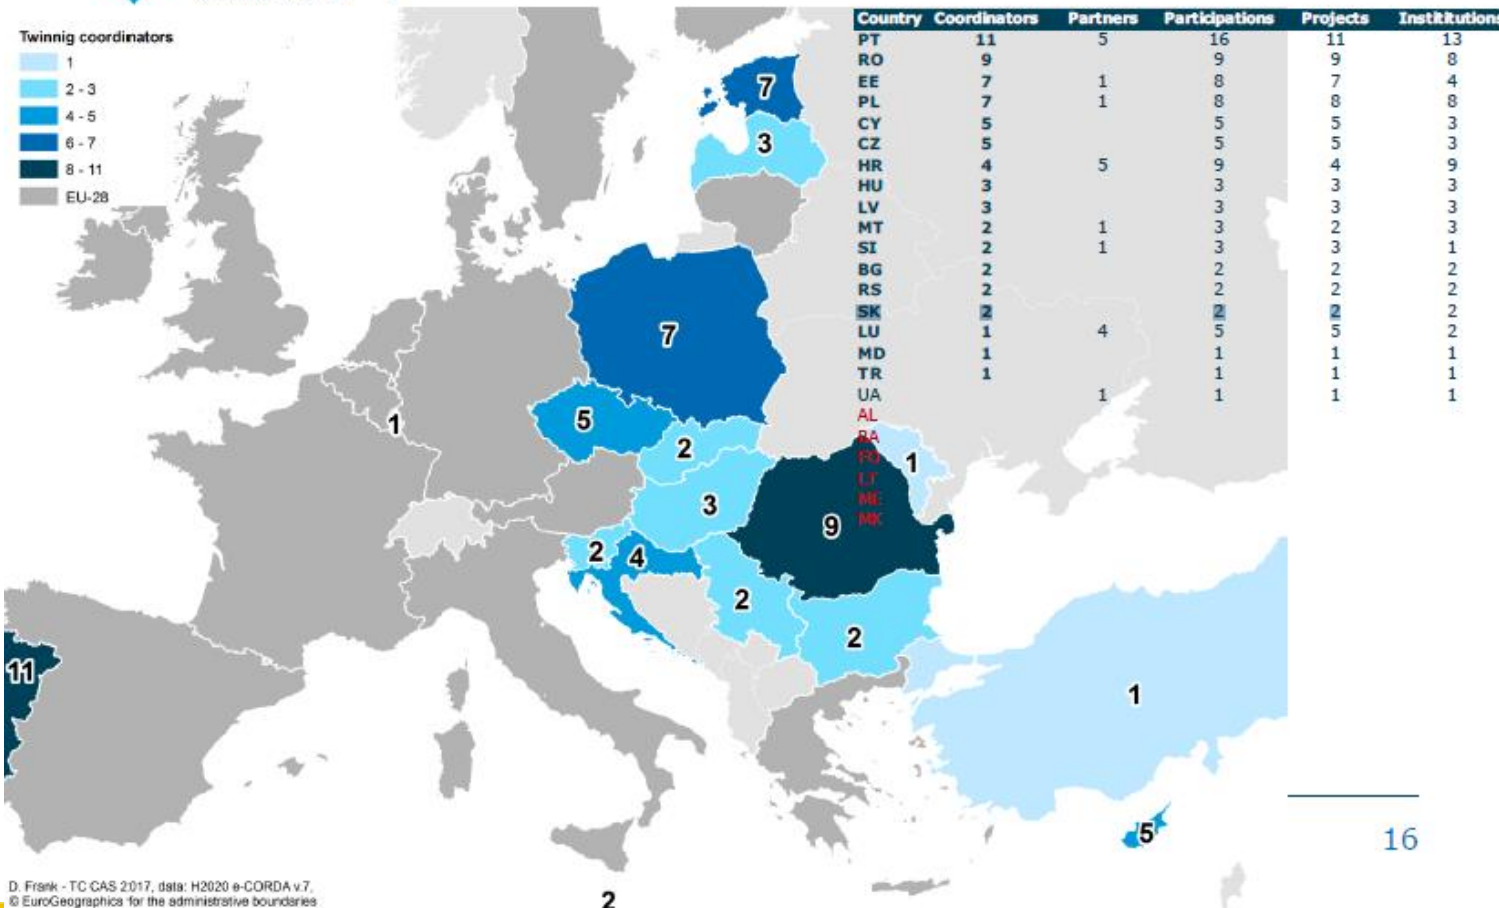 Twinnig coordinators
1
2 - 3
4 - 5
6 - 7
8 - 11
EU-28
Country Coordinators Partners Participations Projects Instititutions
PT 11 5 16 11 13
RO 9 9 9 8
EE 7 1 8 7 4
PL 7 1 8 8 8
CY 5 5 5 3
CZ 5 5 5 3
HR 4 5 9 4 9
HU 3 3 3 3
LV 3 3 3 3
MT 2 1 3 2 3
SI 2 1 3 3 1
BG 2 2 2 2
RS 2 2 2 2
SK 2 2 2 2
LU 1 4 5 5 2
MD 1 1 1 1
TR 1 1 1 1
UA 1 1 1 1
AL
BA
LT
ME
MK
7
3
7
5
1
2
1
3
9
2
4
2
2
11
1
5
2
16
D. Frank - TC CAS 2017, data: H2020 e-CORDA v.7,
© EuroGeographics for the administrative boundaries